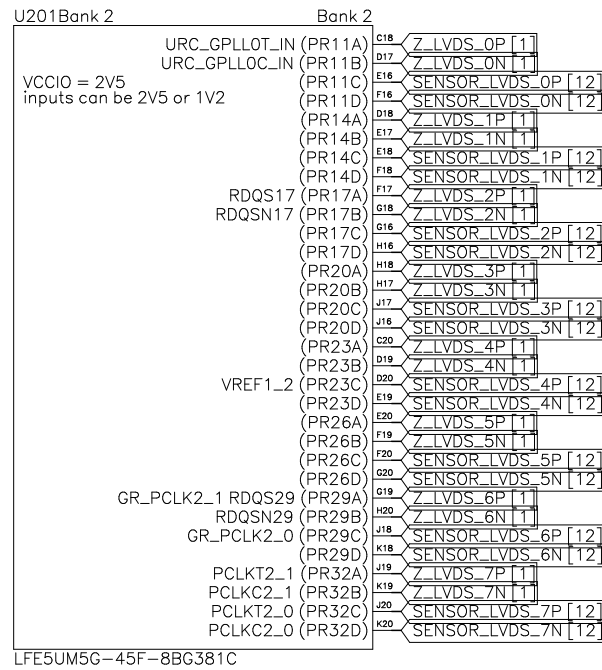 U201Bank 2 Bank 2
URC_GPLL0T_IN (PR11A) C18 Z_LVDS_0P [1]
URC_GPLL0C_IN (PR11B) D17 Z_LVDS_0N [1]
VCCIO = 2V5 (PR11C) E16 SENSOR_LVDS_0P [12]
inputs can be 2V5 or 1V2 (PR11D) F16 SENSOR_LVDS_0N [12]
(PR14A) D18 Z_LVDS_1P [1]
(PR14B) E17 Z_LVDS_1N [1]
(PR14C) E18 SENSOR_LVDS_1P [12]
(PR14D) F18 SENSOR_LVDS_1N [12]
RDQS17 (PR17A) F17 Z_LVDS_2P [1]
RDQSN17 (PR17B) G18 Z_LVDS_2N [1]
(PR17C) G16 SENSOR_LVDS_2P [12]
(PR17D) H16 SENSOR_LVDS_2N [12]
(PR20A) H18 Z_LVDS_3P [1]
(PR20B) H17 Z_LVDS_3N [1]
(PR20C) J17 SENSOR_LVDS_3P [12]
(PR20D) J16 SENSOR_LVDS_3N [12]
(PR23A) C20 Z_LVDS_4P [1]
(PR23B) D19 Z_LVDS_4N [1]
VREF1_2 (PR23C) D20 SENSOR_LVDS_4P [12]
(PR23D) E19 SENSOR_LVDS_4N [12]
(PR26A) E20 Z_LVDS_5P [1]
(PR26B) F19 Z_LVDS_5N [1]
(PR26C) F20 SENSOR_LVDS_5P [12]
(PR26D) G20 SENSOR_LVDS_5N [12]
GR_PCLK2_1 RDQS29 (PR29A) G19 Z_LVDS_6P [1]
RDQSN29 (PR29B) H20 Z_LVDS_6N [1]
GR_PCLK2_0 (PR29C) J18 SENSOR_LVDS_6P [12]
(PR29D) K18 SENSOR_LVDS_6N [12]
PCLKT2_1 (PR32A) J19 Z_LVDS_7P [1]
PCLKC2_1 (PR32B) K19 Z_LVDS_7N [1]
PCLKT2_0 (PR32C) J20 SENSOR_LVDS_7P [12]
PCLKC2_0 (PR32D) K20 SENSOR_LVDS_7N [12]
LFE5UM5G-45F-8BG381C